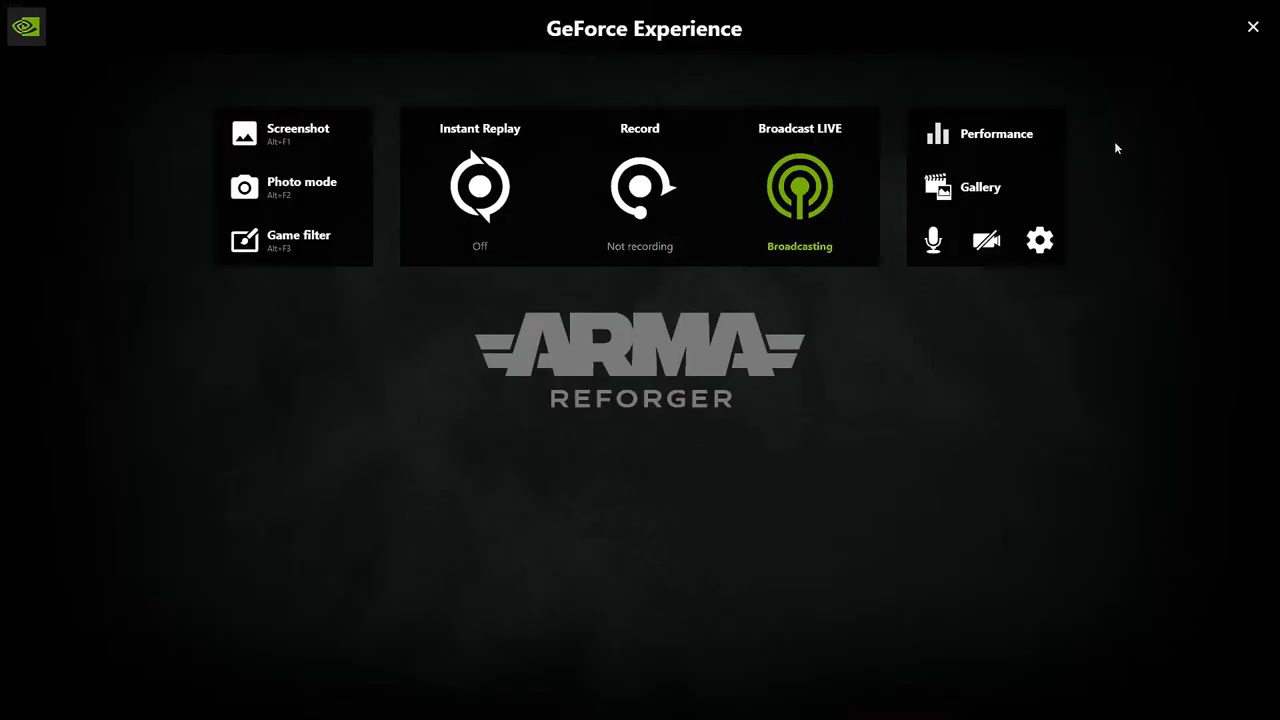 GeForce Experience
Screenshot
Alt+F1
Photo mode
Alt+F2
Game filter
Alt+F3
Instant Replay
Off
Record
Not recording
Broadcast LIVE
Broadcasting
Performance
Gallery
ARMA
REFORGER